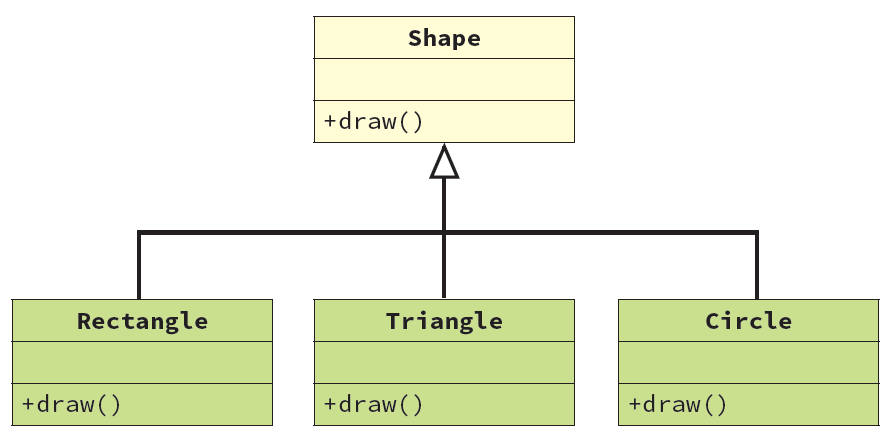 Shape
+draw()
Rectangle
Triangle
Circle
+draw()
+draw()
+draw()